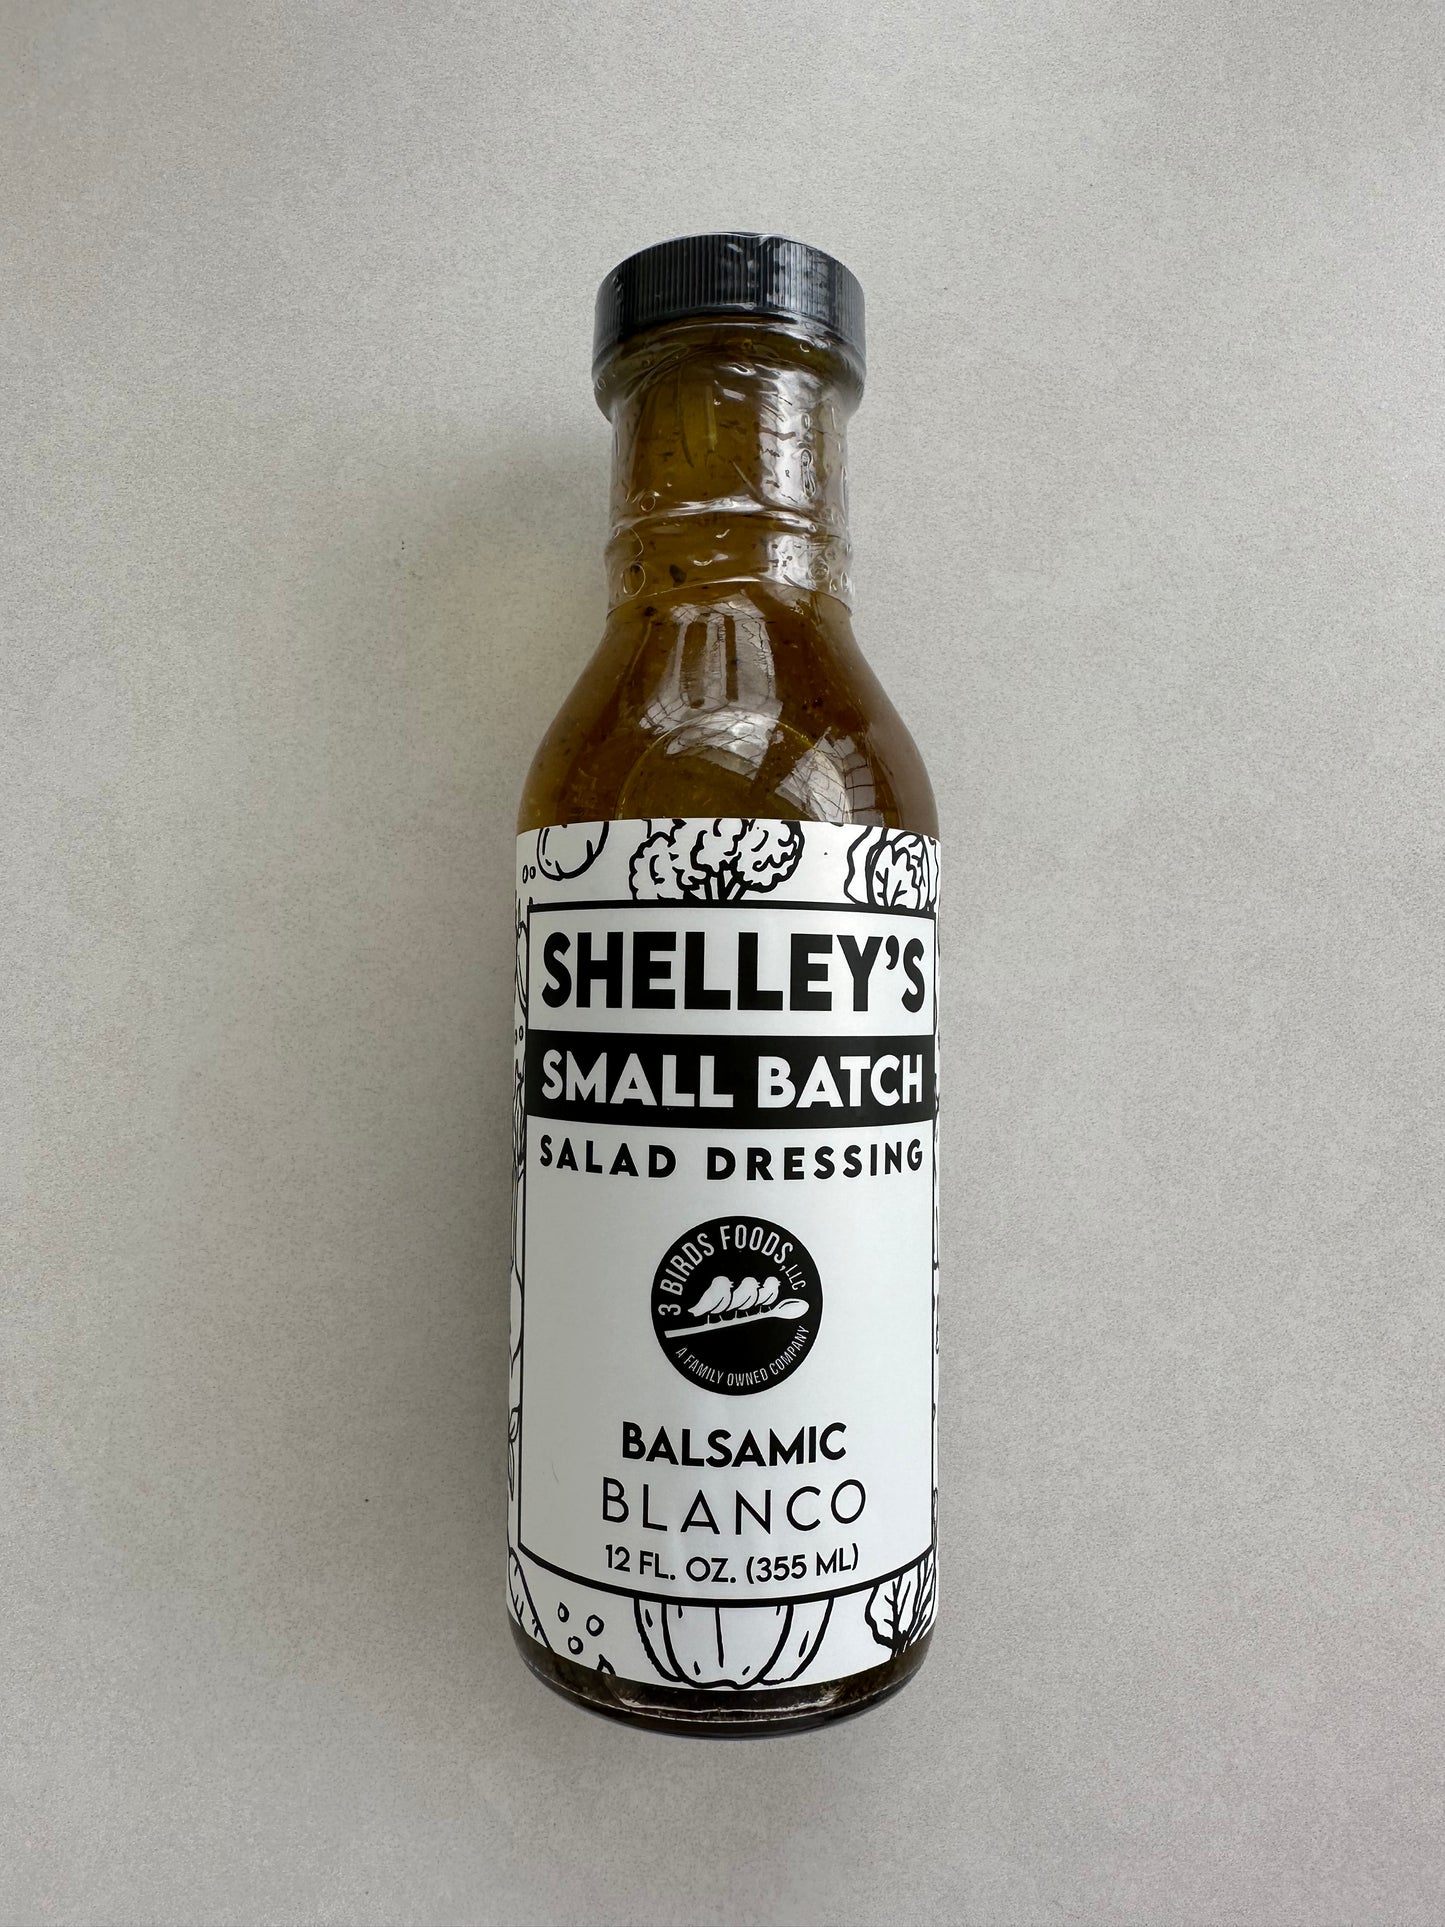 SHELLEY'S
SMALL BATCH
SALAD DRESSING
3 BIRDS FOODS, LLC
A FAMILY OWNED COMPANY
BALSAMIC
BLANCO
12 FL. OZ. (355 ML)